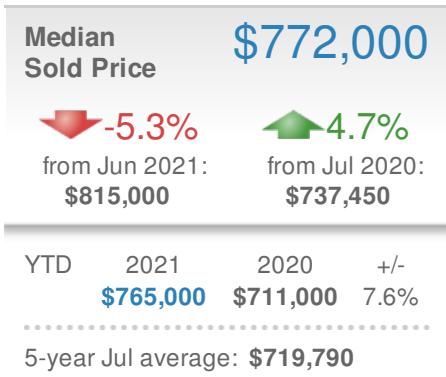 Median $772,000
Sold Price
-5.3% 4.7%
from Jun 2021: from Jul 2020:
$815,000 $737,450
YTD 2021 2020 +/-
$765,000 $711,000 7.6%
5-year Jul average: $719,790